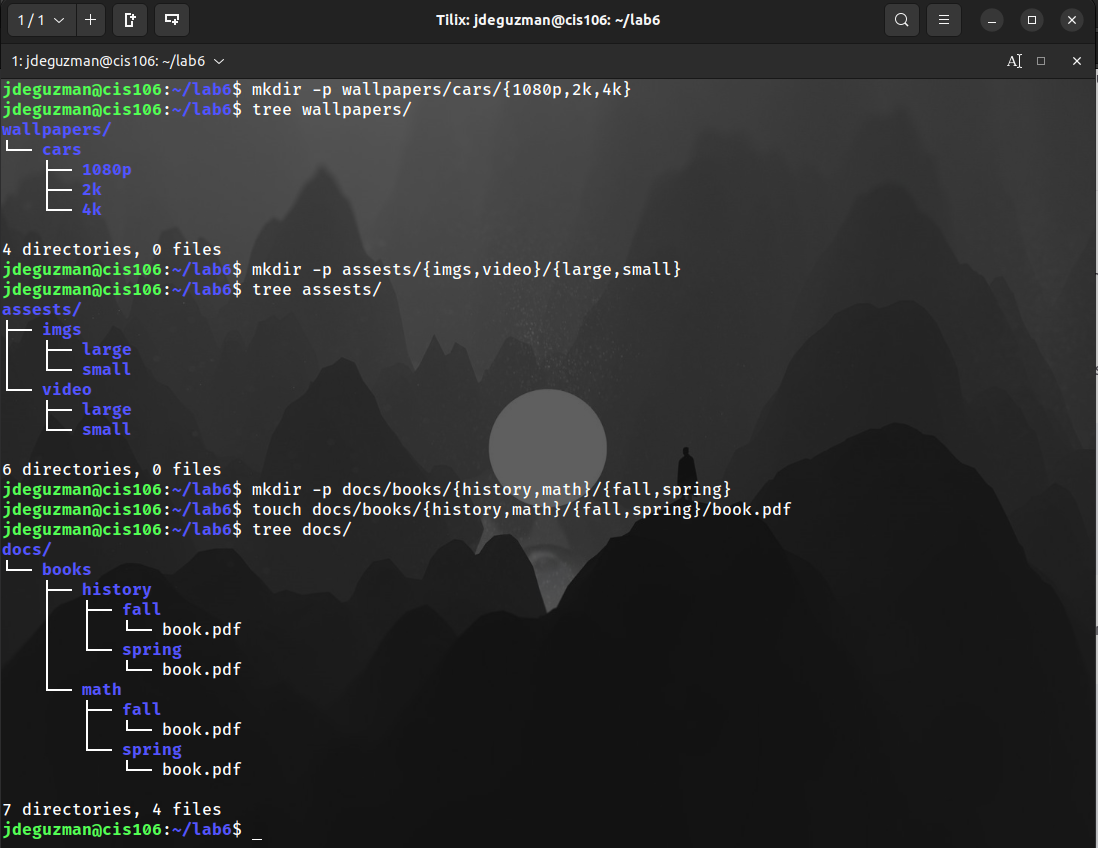 1 / 1
Tilix: jdeguzman@cis106: ~/lab6
1: jdeguzman@cis106: ~/lab6
jdeguzman@cis106:~/lab6$ mkdir -p wallpapers/cars/{1080p,2k,4k}
jdeguzman@cis106:~/lab6$ tree wallpapers/
wallpapers/
└── cars
    ├── 1080p
    ├── 2k
    └── 4k
4 directories, 0 files
jdeguzman@cis106:~/lab6$ mkdir -p assests/{imgs,video}/{large,small}
jdeguzman@cis106:~/lab6$ tree assests/
assests/
├── imgs
│   ├── large
│   └── small
└── video
    ├── large
    └── small
6 directories, 0 files
jdeguzman@cis106:~/lab6$ mkdir -p docs/books/{history,math}/{fall,spring}
jdeguzman@cis106:~/lab6$ touch docs/books/{history,math}/{fall,spring}/book.pdf
jdeguzman@cis106:~/lab6$ tree docs/
docs/
└── books
    ├── history
    │   ├── fall
    │   │   └── book.pdf
    │   └── spring
    │       └── book.pdf
    └── math
        ├── fall
        │   └── book.pdf
        └── spring
            └── book.pdf
7 directories, 4 files
jdeguzman@cis106:~/lab6$ _